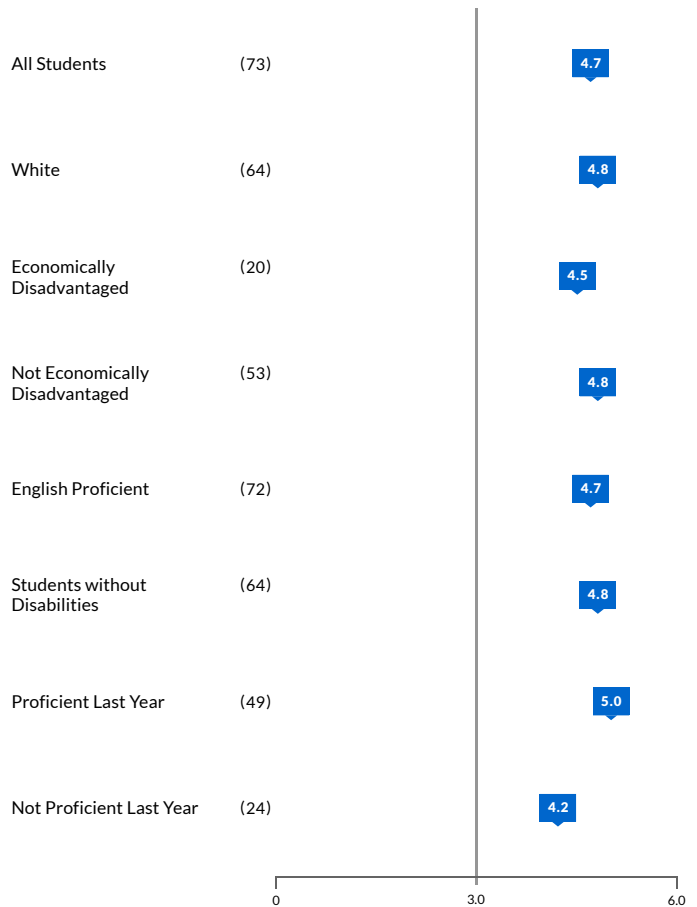 All Students (73) 4.7
White (64) 4.8
Economically (20) 4.5
Disadvantaged
Not Economically (53) 4.8
Disadvantaged
English Proficient (72) 4.7
Students without (64) 4.8
Disabilities
Proficient Last Year (49) 5.0
Not Proficient Last Year (24) 4.2
0 3.0 6.0